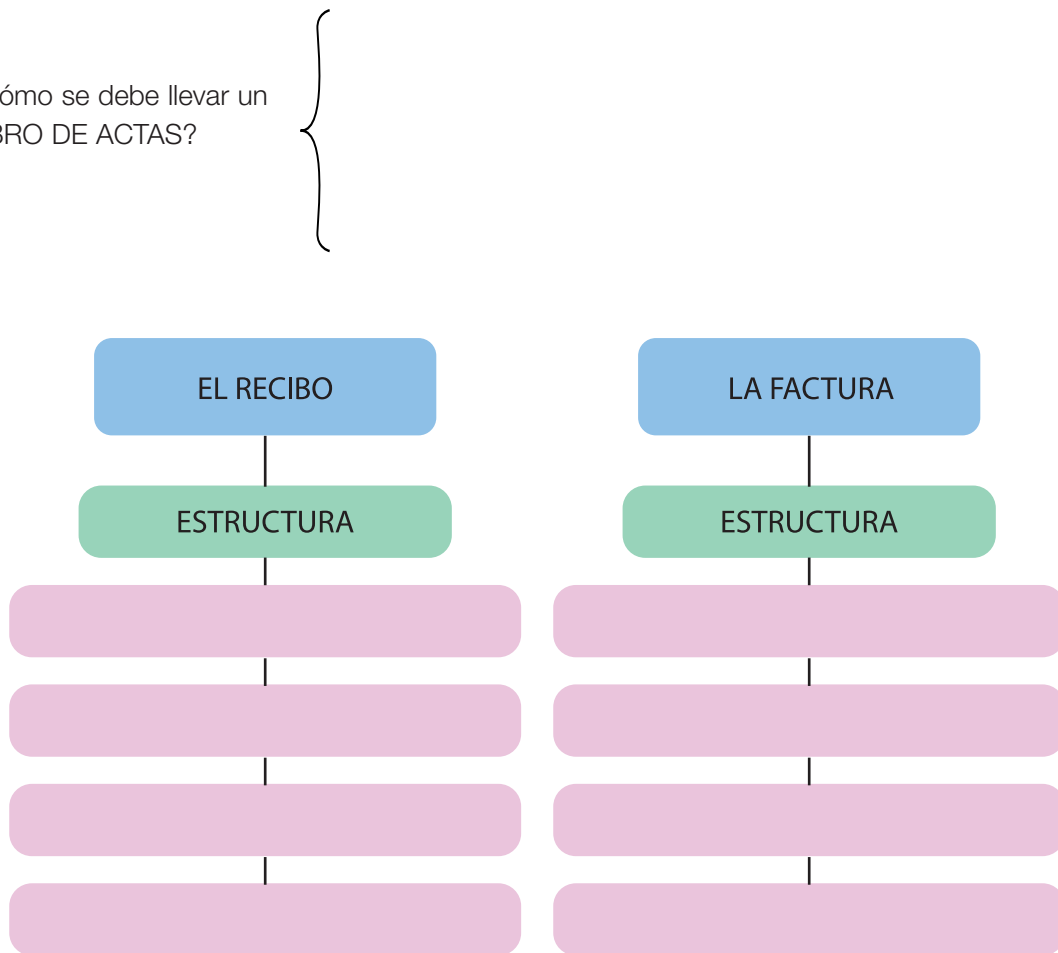 ómo se debe llevar un
BRO DE ACTAS?
EL RECIBO
LA FACTURA
ESTRUCTURA
ESTRUCTURA